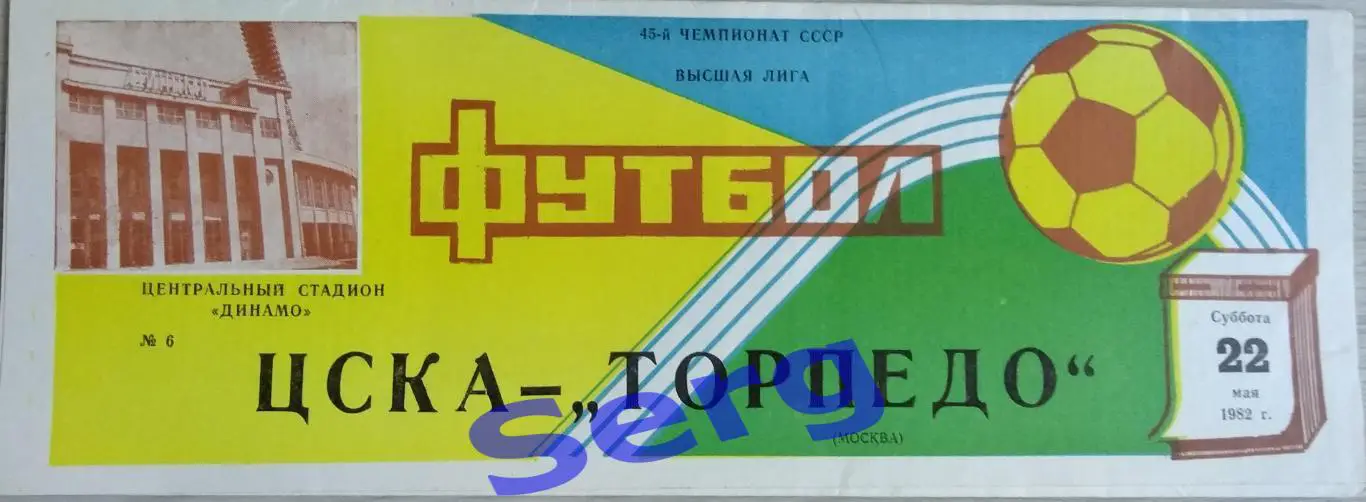 45-й ЧЕМПИОНАТ СССР
ВЫСШАЯ ЛИГА
ФУТБОЛ
ЦЕНТРАЛЬНЫЙ СТАДИОН
«ДИНАМО»
№ 6
ЦСКА – „ТОРПЕДО“
(МОСКВА)
Суббота
22
мая
1982 г.
Serg